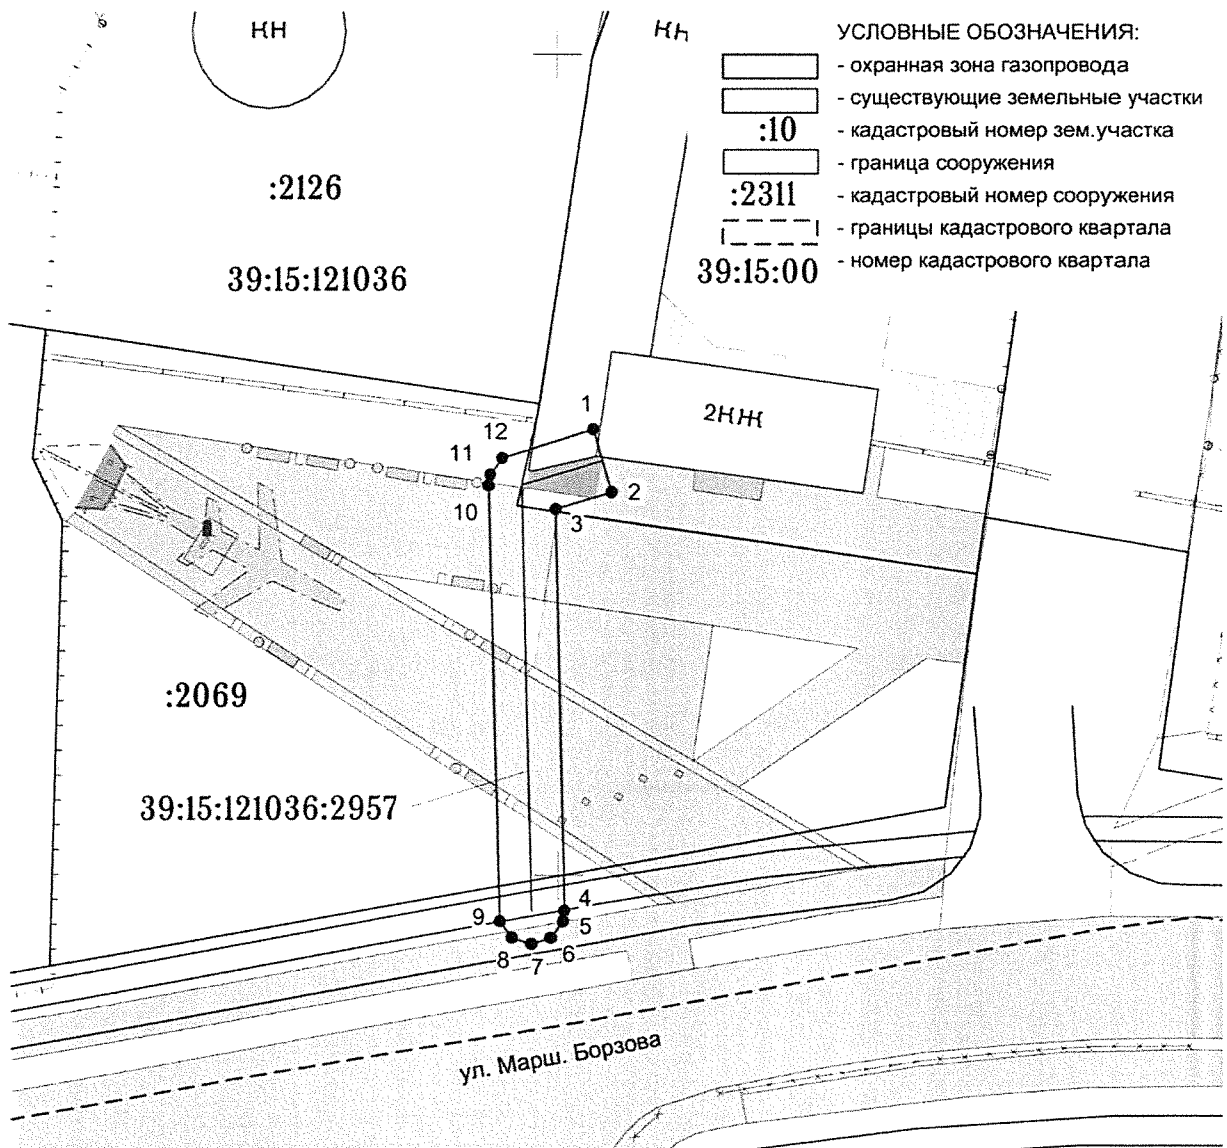 КН
КН
УСЛОВНЫЕ ОБОЗНАЧЕНИЯ:
- охранная зона газопровода
- существующие земельные участки
:10 - кадастровый номер зем.участка
- граница сооружения
:2311 - кадастровый номер сооружения
- границы кадастрового квартала
39:15:00 - номер кадастрового квартала
:2126
39:15:121036
1
2КЖ
12
11
10
2
3
:2069
39:15:121036:2957
4
9
5
8
7
6
ул. Марш. Борзова